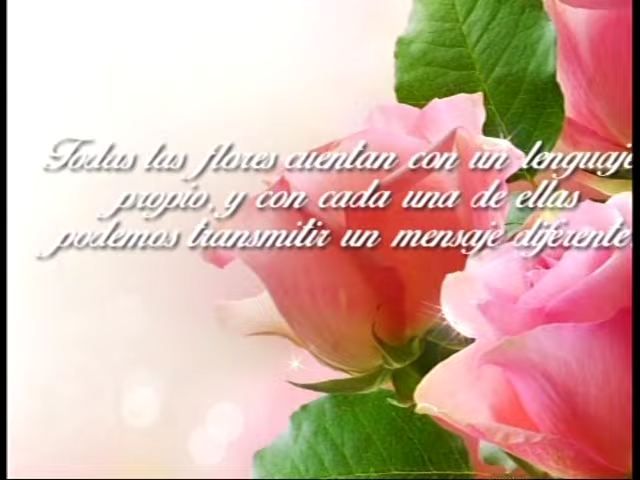 Todas las flores cuentan con un lenguaje
propio y con cada una de ellas
podemos transmitir un mensaje diferente